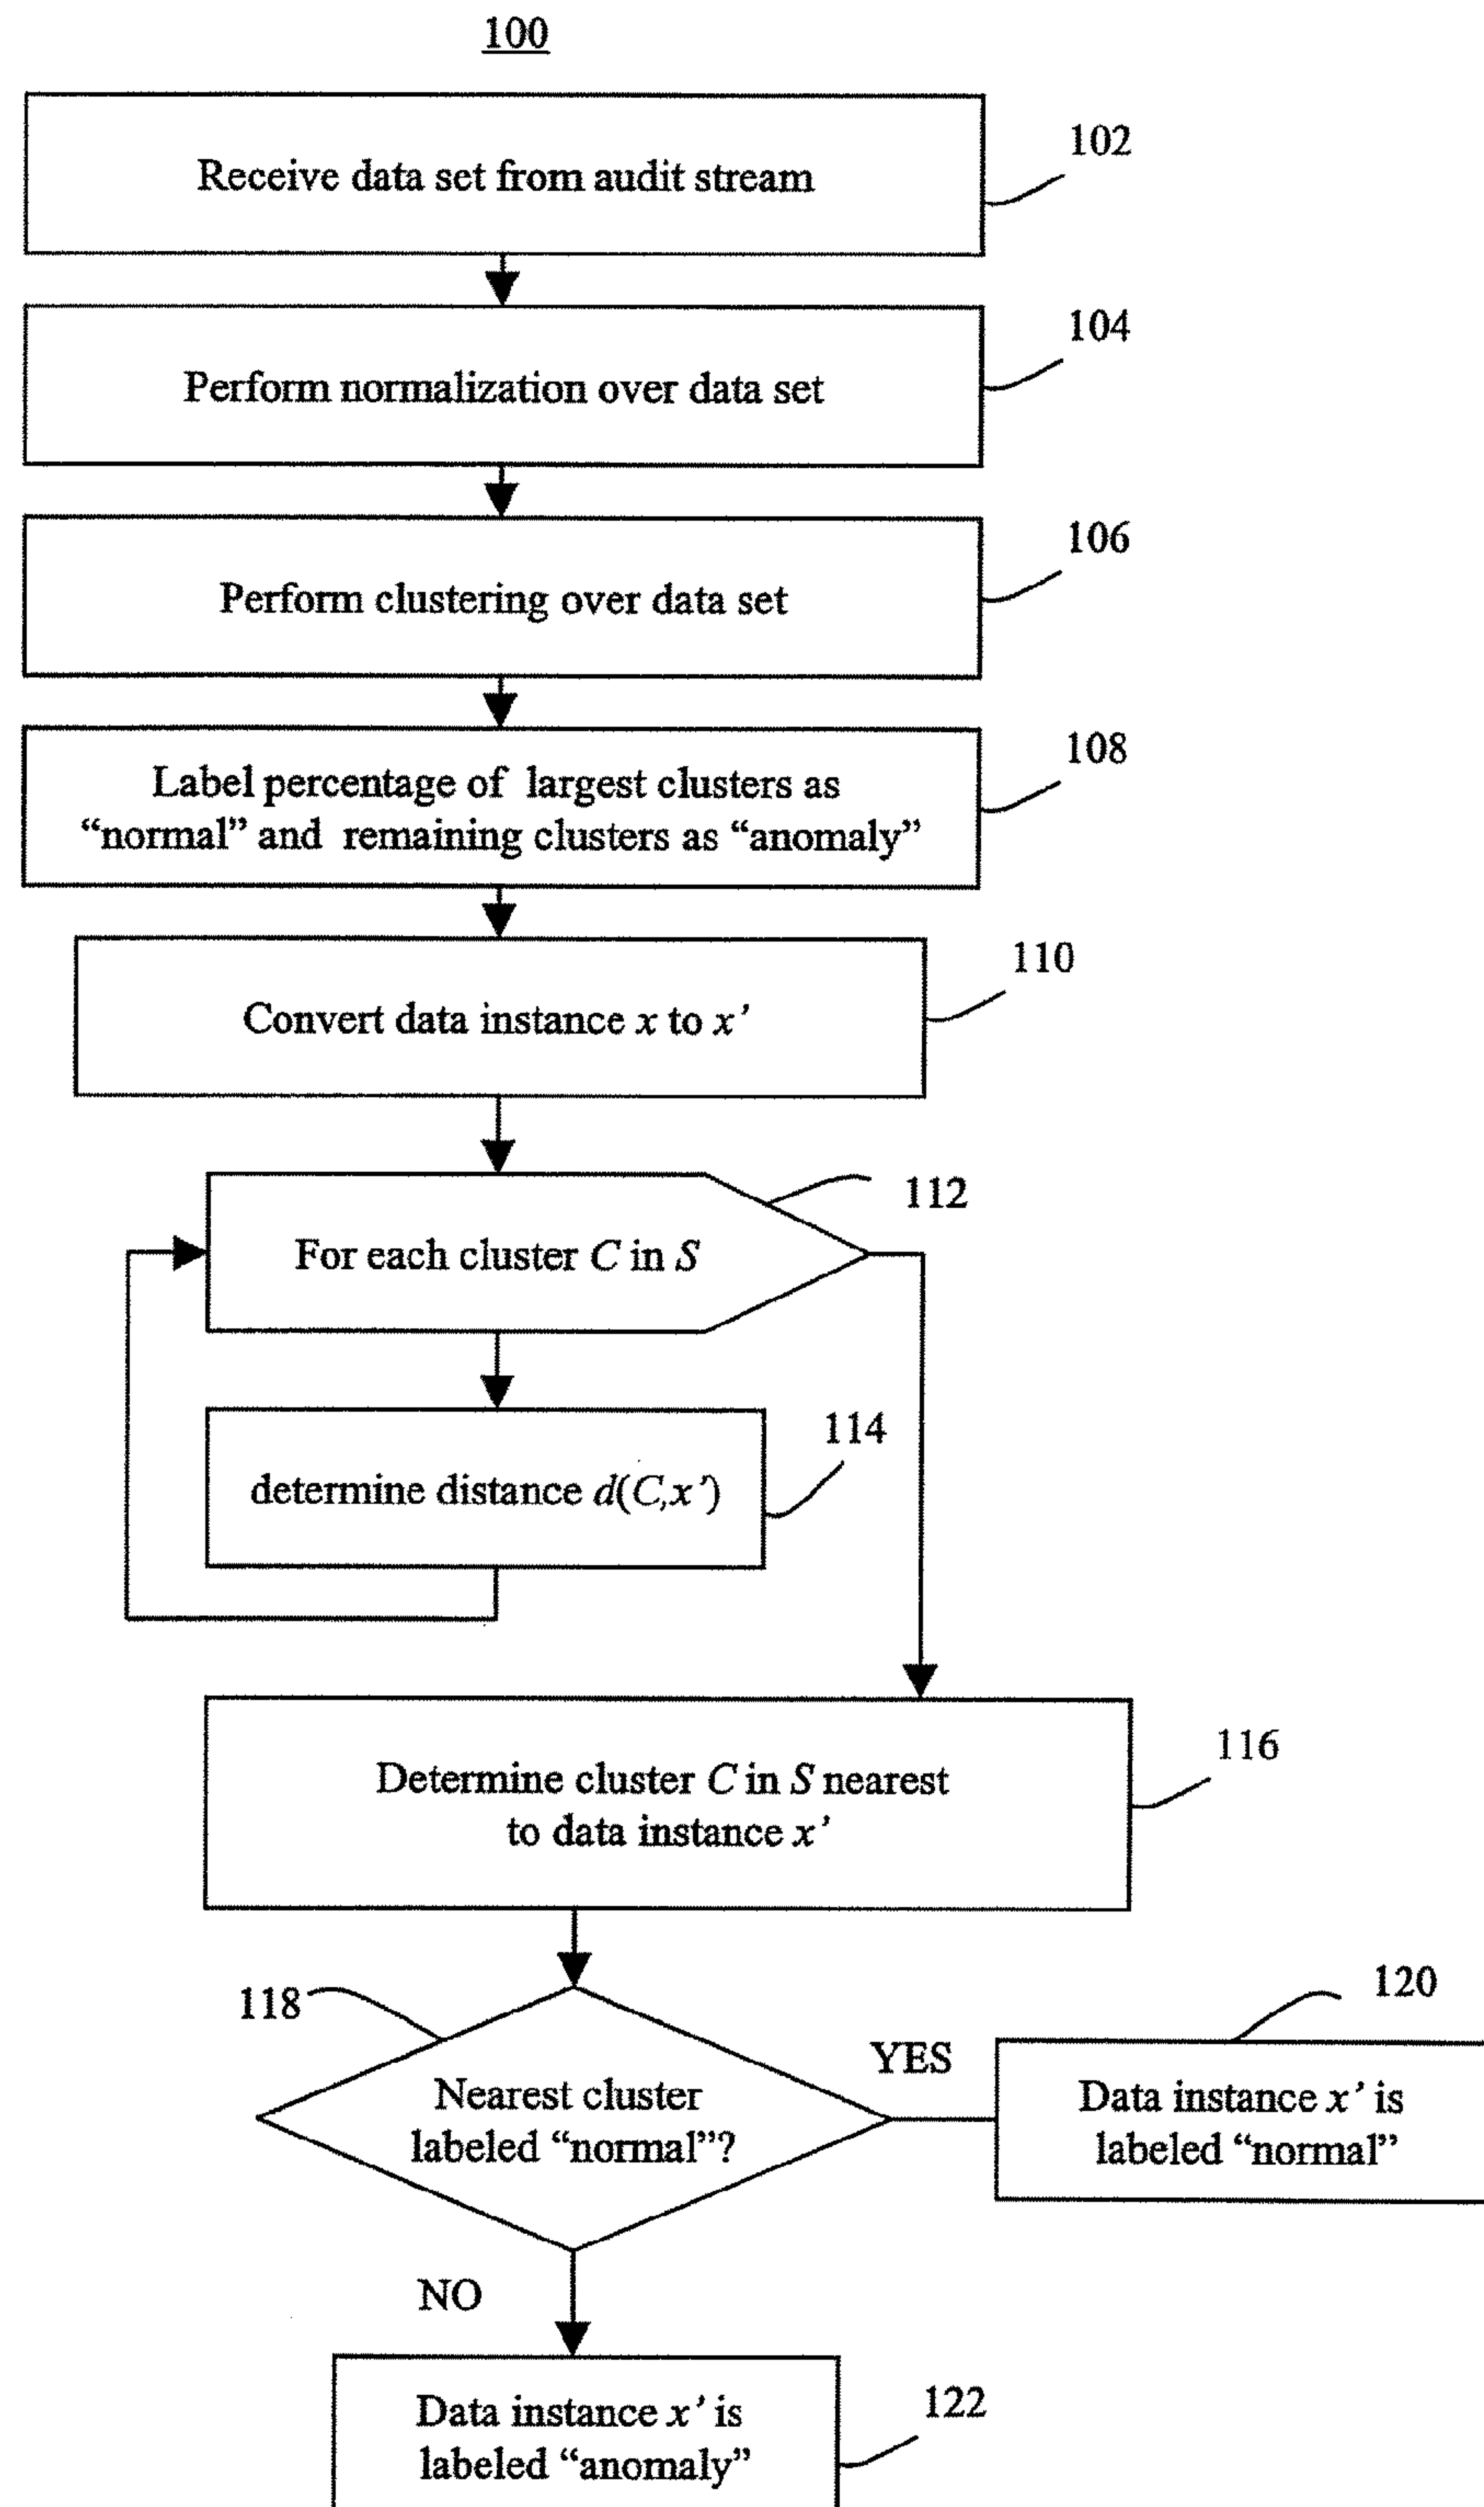 100
Receive data set from audit stream
102
Perform normalization over data set
104
Perform clustering over data set
106
Label percentage of largest clusters as
“normal” and remaining clusters as “anomaly”
108
Convert data instance x to x’
110
For each cluster C in S
112
determine distance d(C,x’)
114
Determine cluster C in S nearest
to data instance x’
116
118
Nearest cluster
labeled “normal”?
YES
120
Data instance x’ is
labeled “normal”
NO
Data instance x’ is
labeled “anomaly”
122